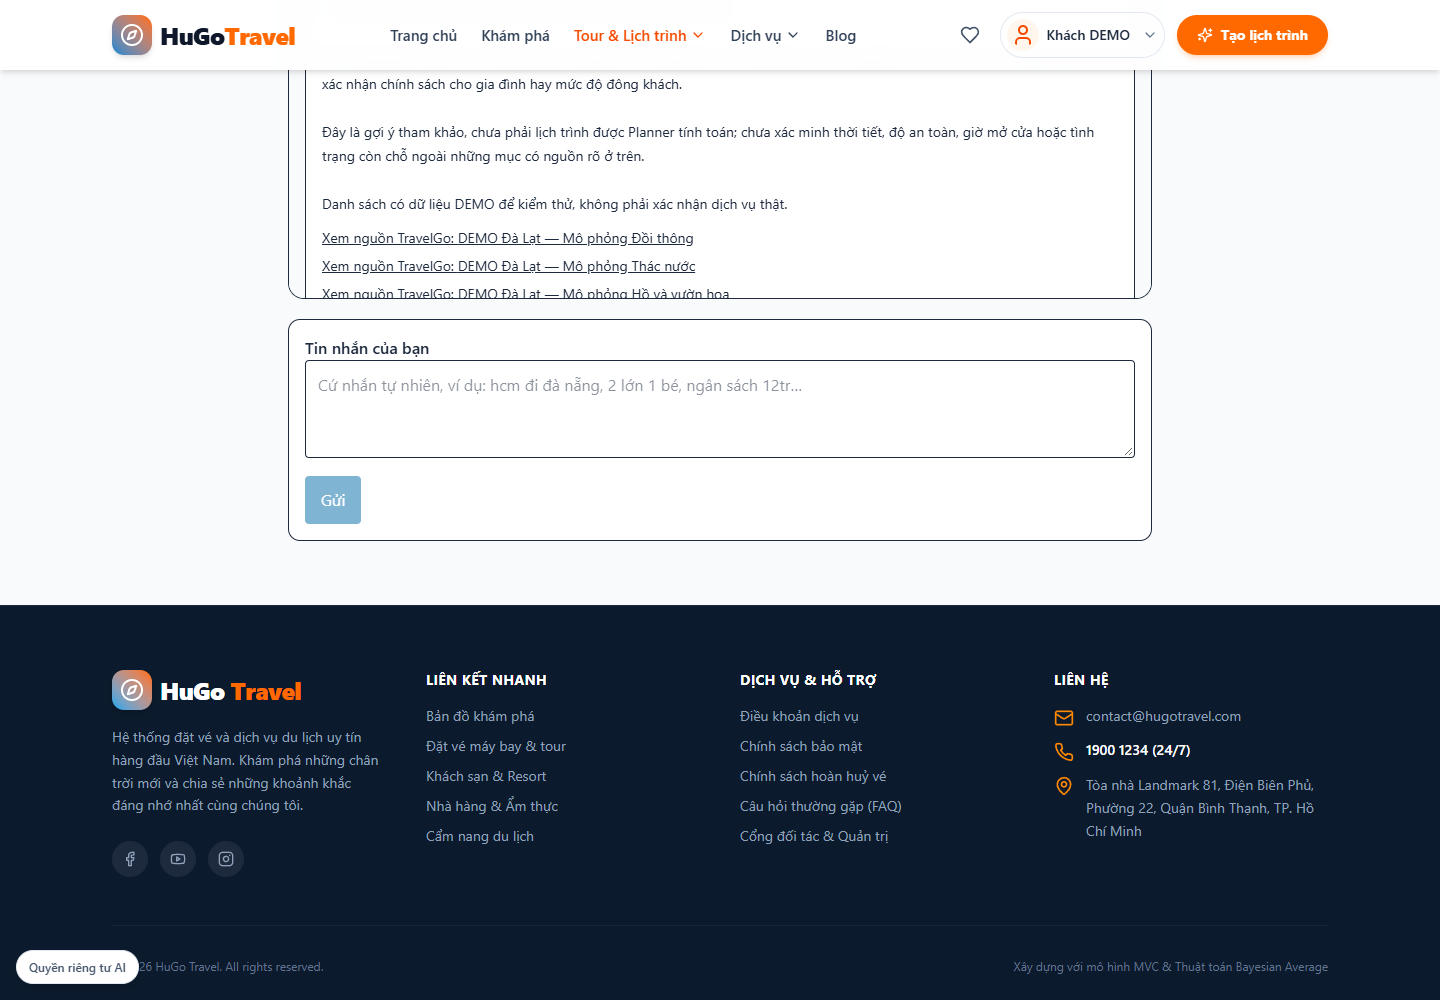 HuGoTravel
Trang chủ
Khám phá
Tour & Lịch trình
Dịch vụ
Blog
Khách DEMO
Tạo lịch trình
xác nhận chính sách cho gia đình hay mức độ đông khách.
Đây là gợi ý tham khảo, chưa phải lịch trình được Planner tính toán; chưa xác minh thời tiết, độ an toàn, giờ mở cửa hoặc tình
trạng còn chỗ ngoài những mục có nguồn rõ ở trên.
Danh sách có dữ liệu DEMO để kiểm thử, không phải xác nhận dịch vụ thật.
Xem nguồn TravelGo: DEMO Đà Lạt — Mô phỏng Đồi thông
Xem nguồn TravelGo: DEMO Đà Lạt — Mô phỏng Thác nước
Xem nguồn TravelGo: DEMO Đà Lạt — Mô phỏng Hồ và vườn hoa
Tin nhắn của bạn
Cứ nhắn tự nhiên, ví dụ: hcm đi đà nẵng, 2 lớn 1 bé, ngân sách 12tr...
Gửi
HuGo Travel
Hệ thống đặt vé và dịch vụ du lịch uy tín
hàng đầu Việt Nam. Khám phá những chân
trời mới và chia sẻ những khoảnh khắc
đáng nhớ nhất cùng chúng tôi.
LIÊN KẾT NHANH
Bản đồ khám phá
Đặt vé máy bay & tour
Khách sạn & Resort
Nhà hàng & Ẩm thực
Cẩm nang du lịch
DỊCH VỤ & HỖ TRỢ
Điều khoản dịch vụ
Chính sách bảo mật
Chính sách hoàn huỷ vé
Câu hỏi thường gặp (FAQ)
Cổng đối tác & Quản trị
LIÊN HỆ
contact@hugotravel.com
1900 1234 (24/7)
Tòa nhà Landmark 81, Điện Biên Phủ,
Phường 22, Quận Bình Thạnh, TP. Hồ
Chí Minh
Quyền riêng tư AI
26 HuGo Travel. All rights reserved.
Xây dựng với mô hình MVC & Thuật toán Bayesian Average